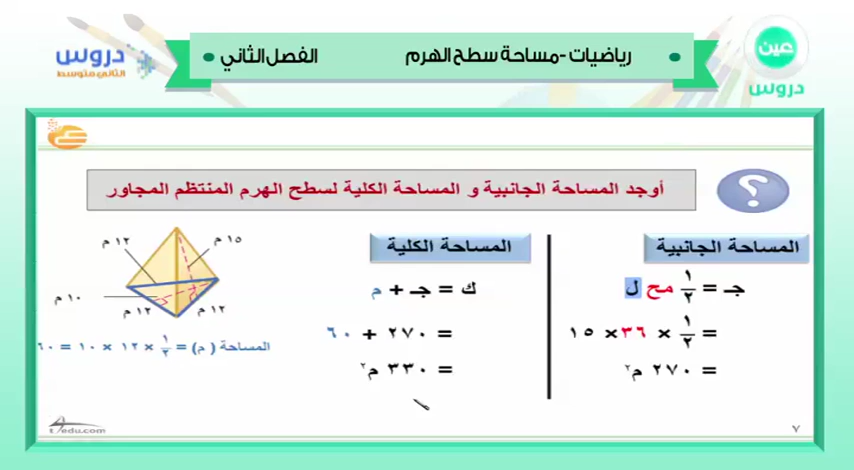 عين
دروس
رياضيات - مساحة سطح الهرم
الفصل الثاني
دروس
الثاني متوسط
أوجد المساحة الجانبية و المساحة الكلية لسطح الهرم المنتظم المجاور
؟
المساحة الجانبية
جـ = ١/٢ مح ل
= ١/٢ × ٣٦ × ١٥
= ٢٧٠ م٢
المساحة الكلية
ك = جـ + م
= ٢٧٠ + ٦٠
= ٣٣٠ م٢
١٥ م
١٢ م
١٠ م
١٢ م
١٢ م
المساحة ( م ) = ١/٢ × ١٢ × ١٠ = ٦٠
٧
t4edu.com